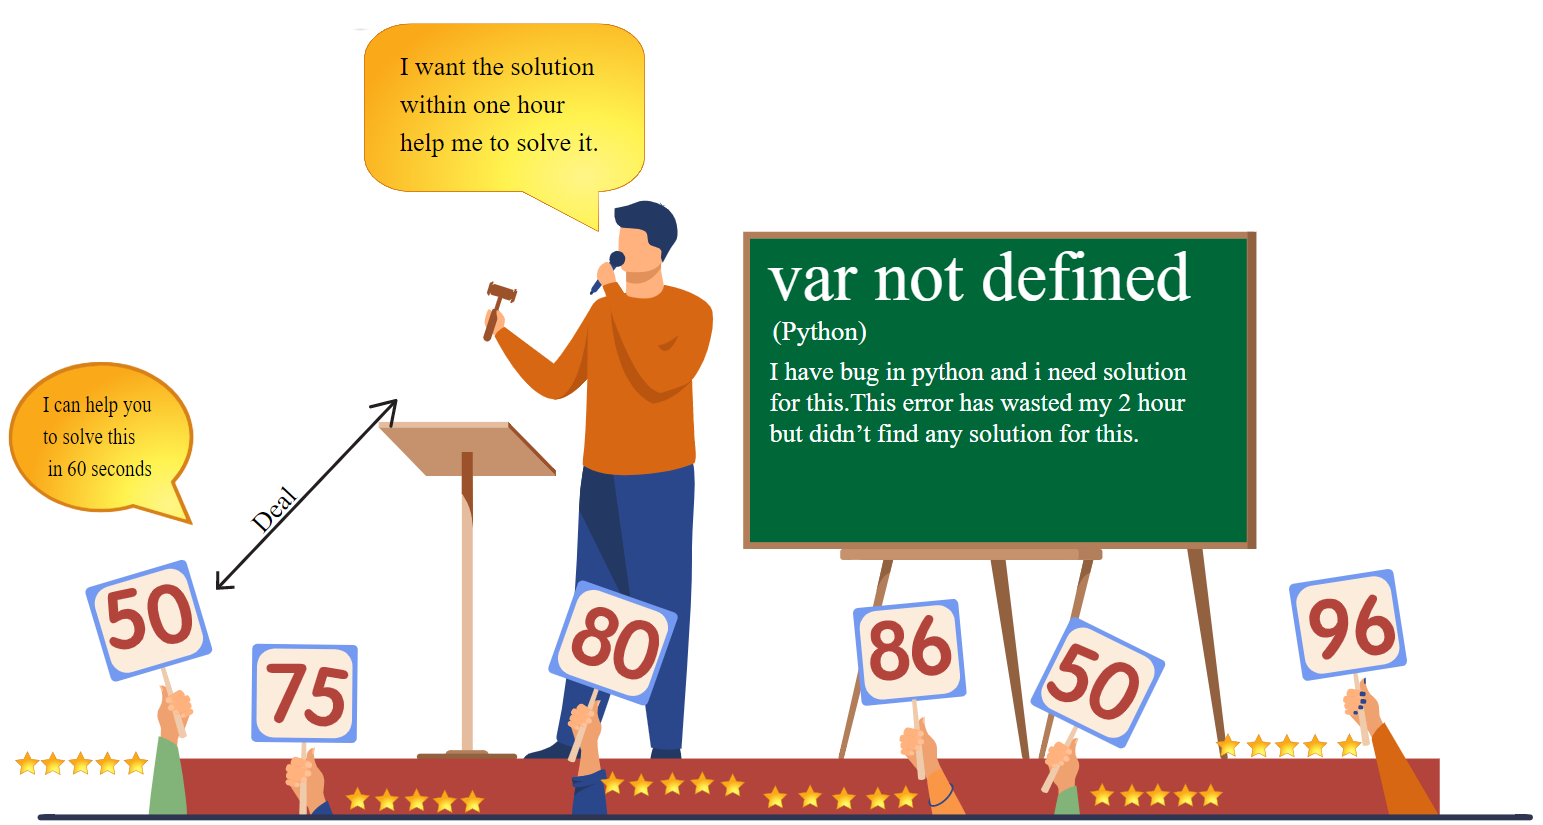 I want the solution
within one hour
help me to solve it.
var not defined
(Python)
I have bug in python and i need solution
for this.This error has wasted my 2 hour
but didn’t find any solution for this.
I can help you
to solve this
in 60 seconds
Deal
50
75
80
86
50
96